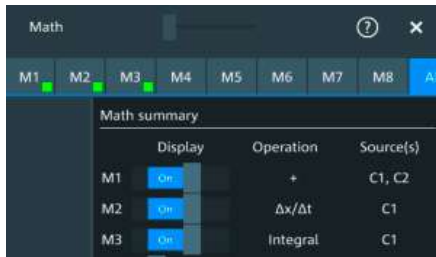 Math ? ×
M1 M2 M3 M4 M5 M6 M7 M8 A
Math summary
Display Operation Source(s)
M1 On + C1, C2
M2 On Δx/Δt C1
M3 On Integral C1